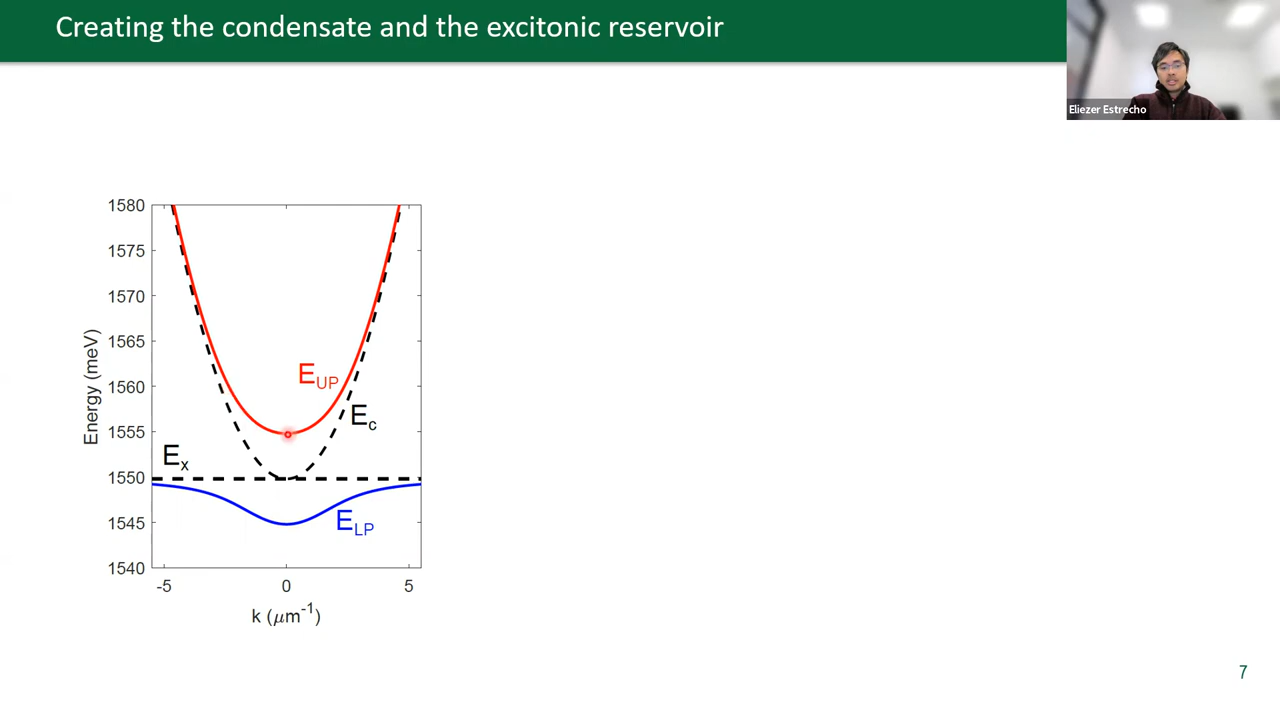 Creating the condensate and the excitonic reservoir
Eliezer Estrecho
1580
1575
1570
1565
1560
1555
1550
1545
1540
Energy (meV)
E_UP
E_c
E_x
E_LP
-5 0 5
k (μm⁻¹)
7